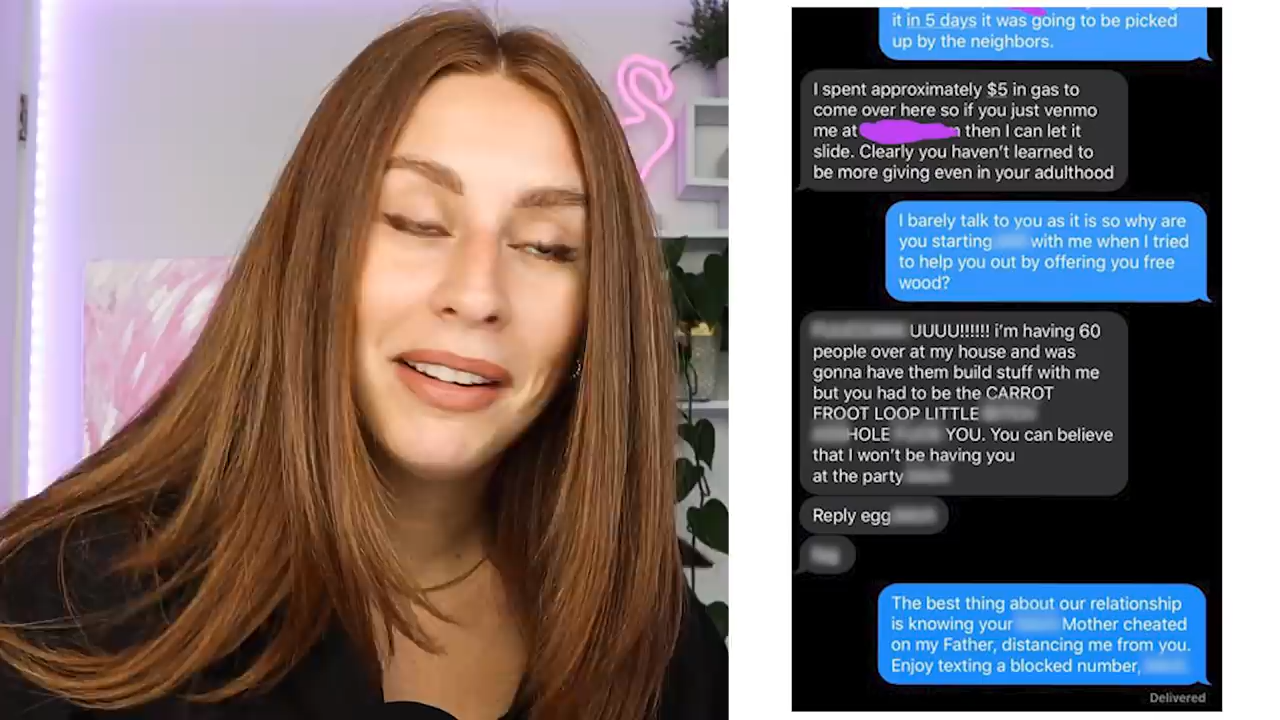 it in 5 days it was going to be picked
up by the neighbors.
I spent approximately $5 in gas to
come over here so if you just venmo
me at then I can let it
slide. Clearly you haven't learned to
be more giving even in your adulthood
I barely talk to you as it is so why are
you starting with me when I tried
to help you out by offering you free
wood?
UUUU!!!!!! i'm having 60
people over at my house and was
gonna have them build stuff with me
but you had to be the CARROT
FROOT LOOP LITTLE
HOLE YOU. You can believe
that I won't be having you
at the party
Reply egg
The best thing about our relationship
is knowing your Mother cheated
on my Father, distancing me from you.
Enjoy texting a blocked number,
Delivered